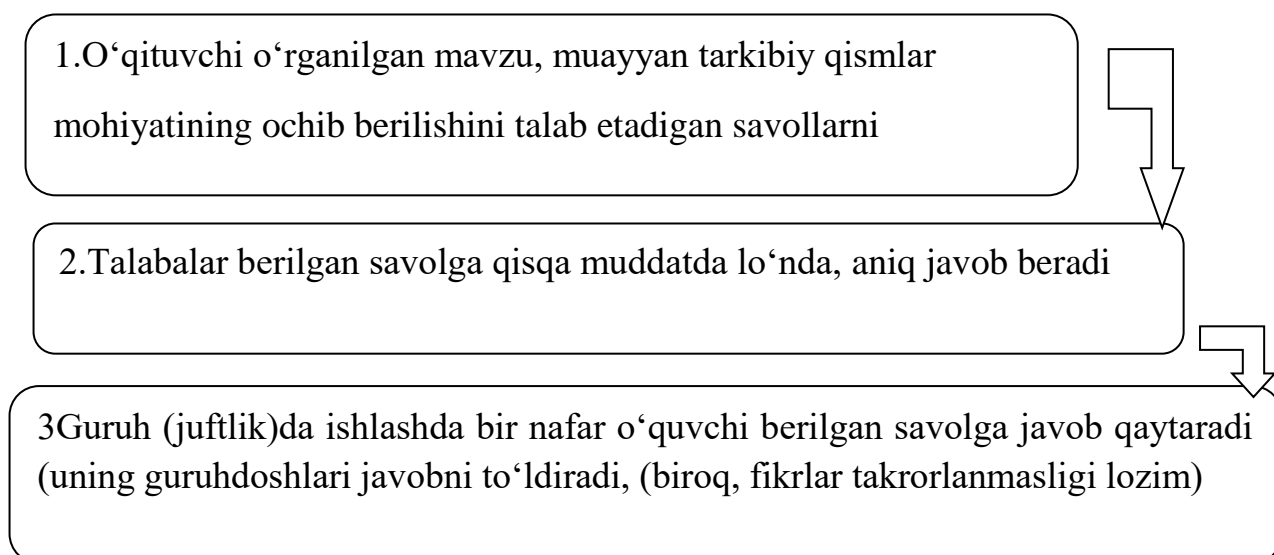 1.O‘qituvchi o‘rganilgan mavzu, muayyan tarkibiy qismlar
mohiyatining ochib berilishini talab etadigan savollarni
2.Talabalar berilgan savolga qisqa muddatda lo‘nda, aniq javob beradi
3Guruh (juftlik)da ishlashda bir nafar o‘quvchi berilgan savolga javob qaytaradi
(uning guruhdoshlari javobni to‘ldiradi, (biroq, fikrlar takrorlanmasligi lozim)